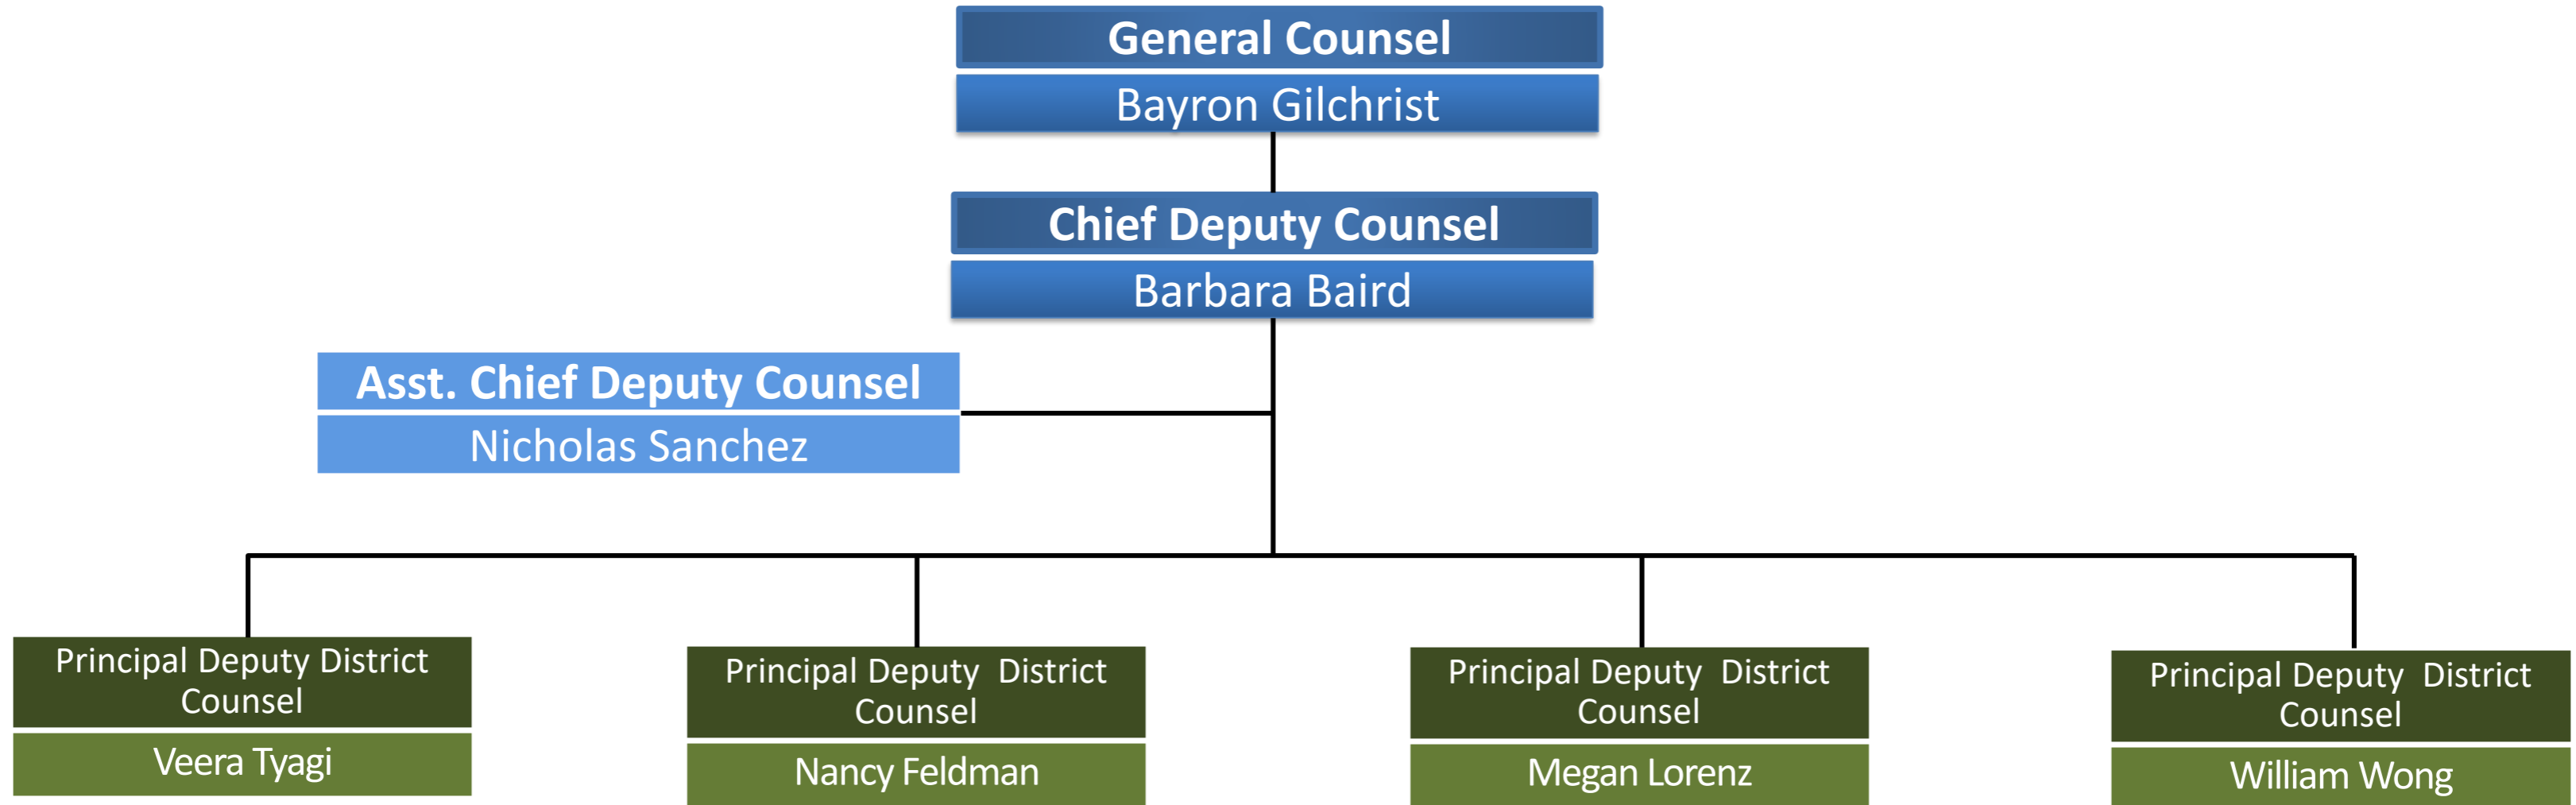 General Counsel
Bayron Gilchrist
Chief Deputy Counsel
Barbara Baird
Asst. Chief Deputy Counsel
Nicholas Sanchez
Principal Deputy District
Counsel
Veera Tyagi
Principal Deputy District
Counsel
Nancy Feldman
Principal Deputy District
Counsel
Megan Lorenz
Principal Deputy District
Counsel
William Wong